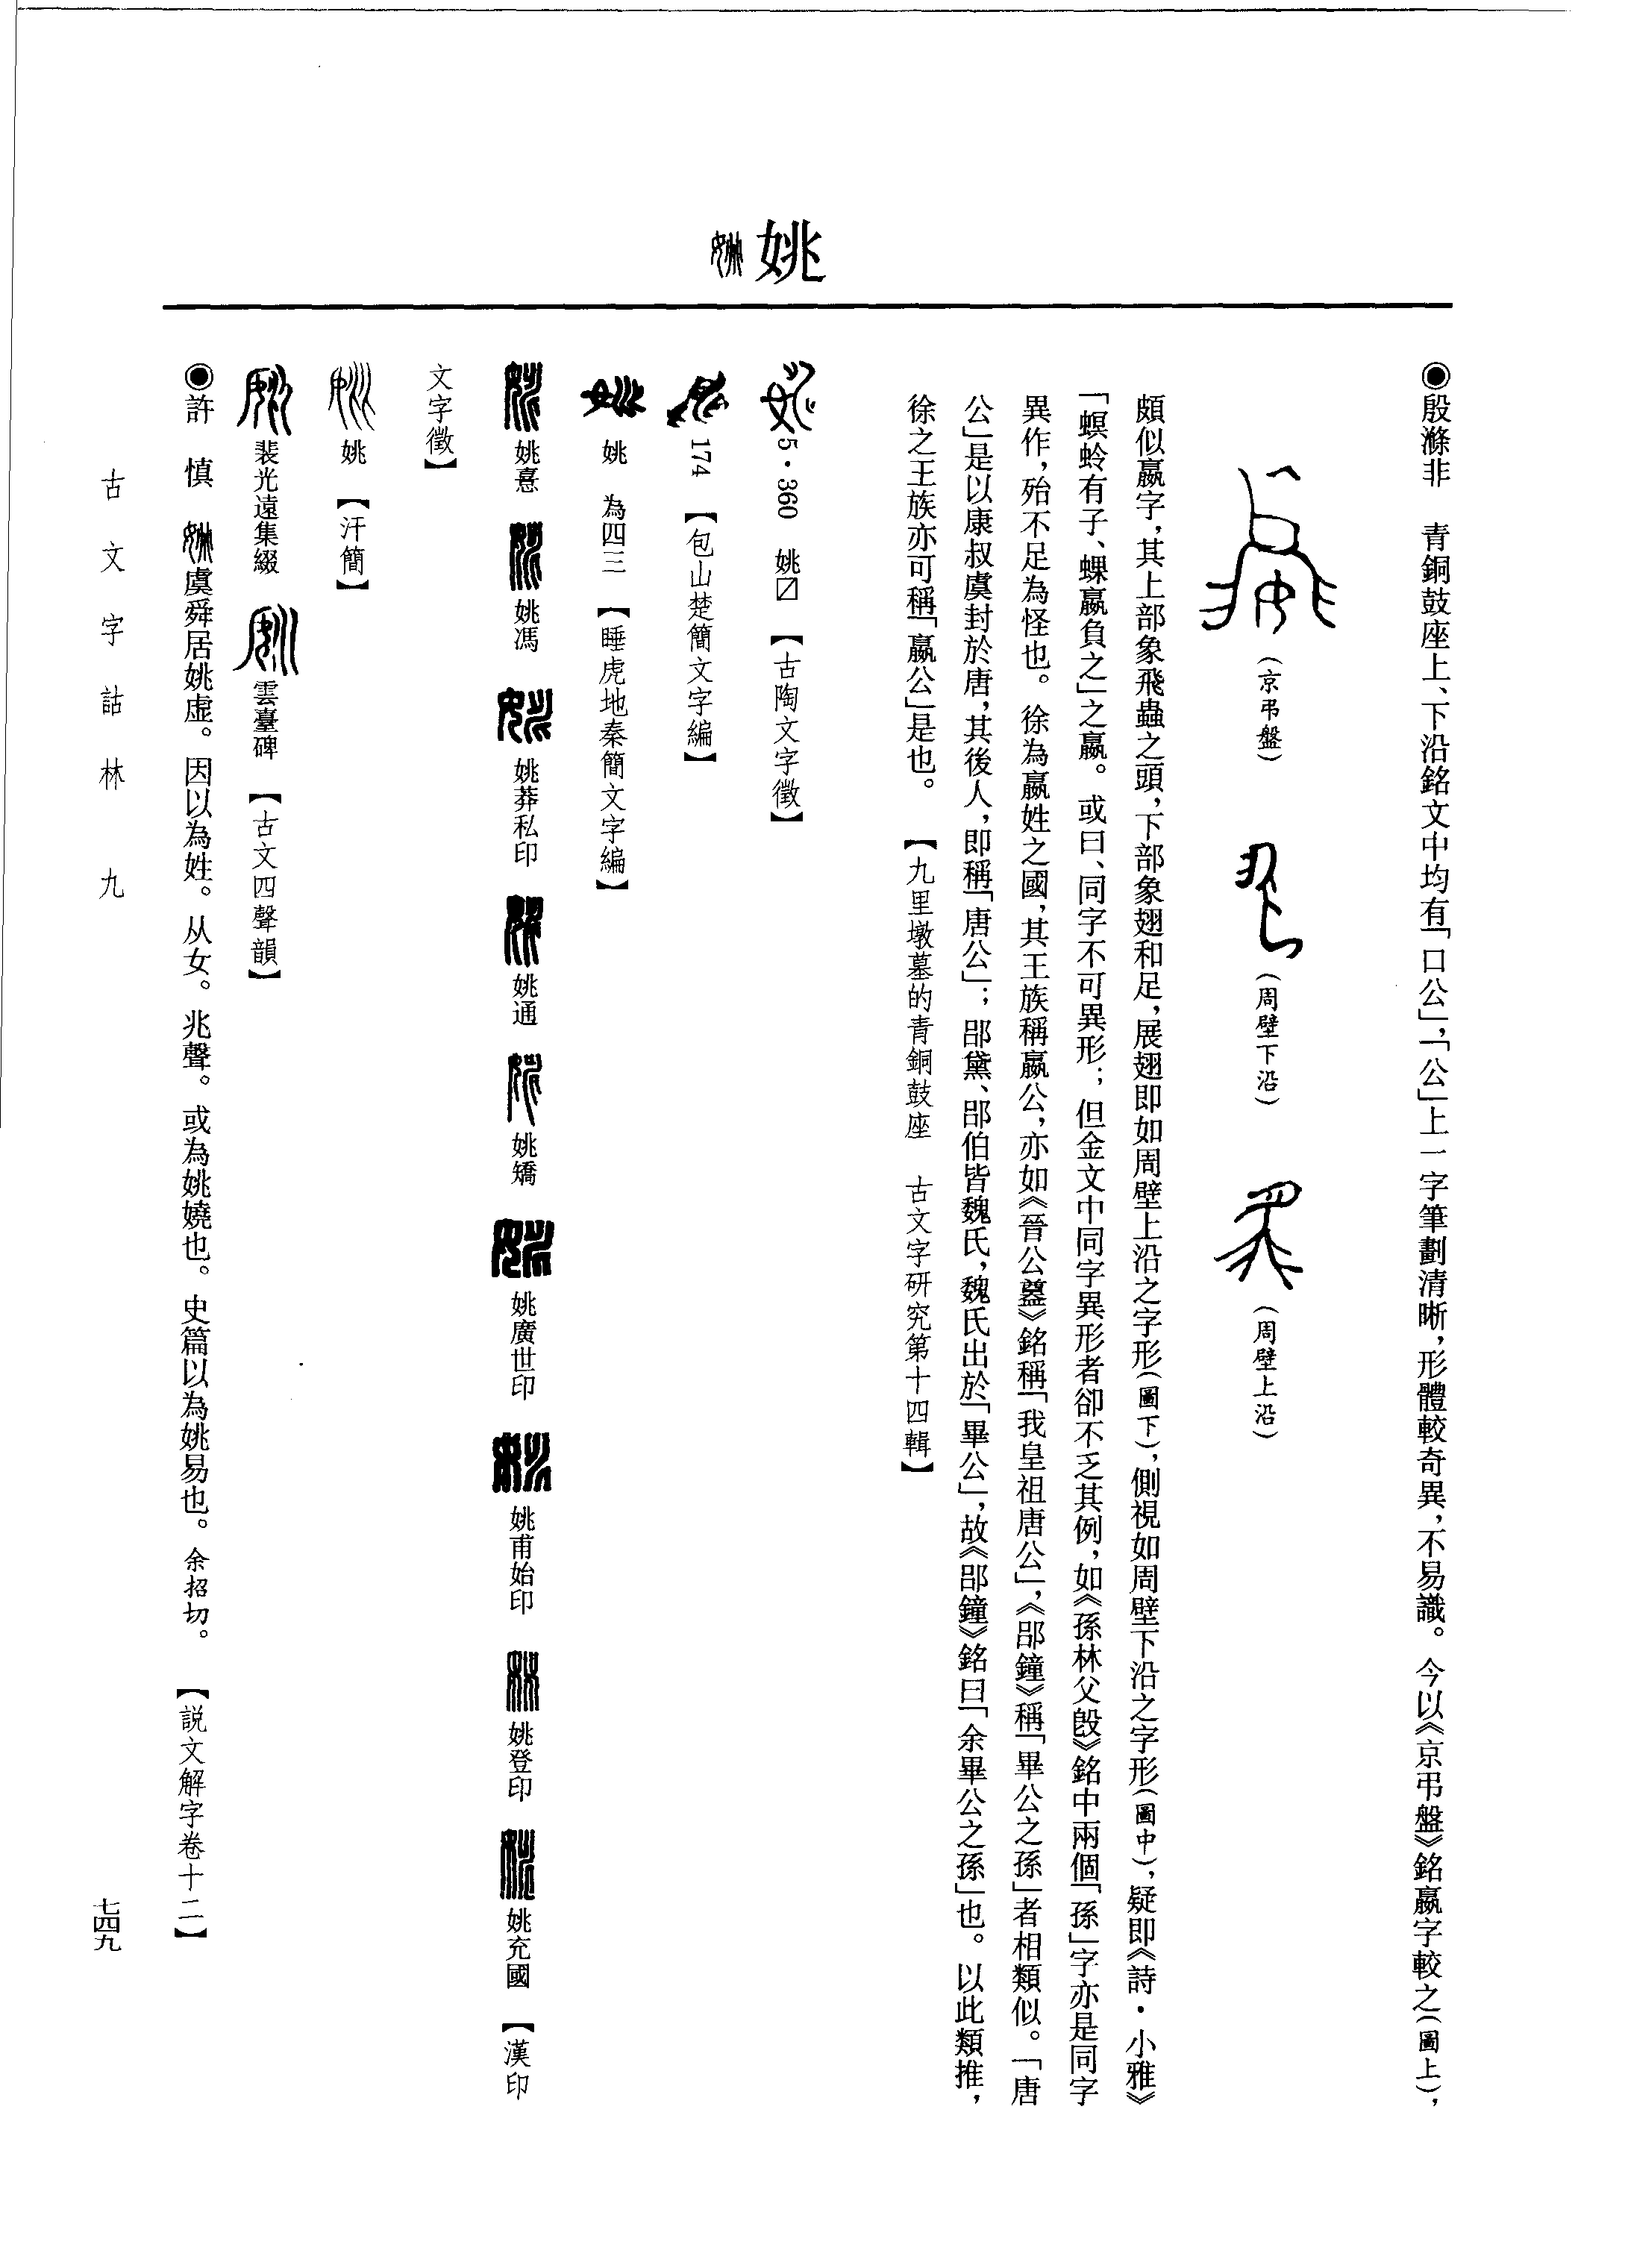 姚
◉殷滌非　青銅鼓座上、下沿銘文中均有「口公」,「公」上一字筆劃清晰,形體較奇異,不易識。今以《京弔盤》銘嬴字較之(圖上),
(京弔盤)　(周壁下沿)　(周壁上沿)
頗似嬴字,其上部象飛蟲之頭,下部象翅和足,展翅即如周壁上沿之字形(圖下),側視如周壁下沿之字形(圖中),疑即《詩·小雅》
「螟蛉有子、蜾嬴負之」之嬴。或曰、同字不可異形;但金文中同字異形者卻不乏其例,如《孫林父㲃》銘中兩個「孫」字亦是同字
異作,殆不足為怪也。徐為嬴姓之國,其王族稱嬴公,亦如《晉公𥂴》銘稱「我皇祖唐公」,《郘鐘》稱「畢公之孫」者相類似。「唐
公」是以康叔虞封於唐,其後人,即稱「唐公」;郘黛、郘伯皆魏氏,魏氏出於「畢公」,故《郘鐘》銘曰「余畢公之孫」也。以此類推,
徐之王族亦可稱「嬴公」是也。【九里墩墓的青銅鼓座　古文字研究第十四輯】
5·360　姚〼　【古陶文字徵】
174　【包山楚簡文字編】
姚　為四三　【睡虎地秦簡文字編】
姚憙　姚馮　姚莽私印　姚通　姚矯　姚廣世印　姚甫始印　姚登印　姚充國　【漢印
文字徵】
姚　【汗簡】
裴光遠集綴　雲臺碑　【古文四聲韻】
◉許　慎　虞舜居姚虛。因以為姓。从女。兆聲。或為姚嬈也。史篇以為姚易也。余招切。　【説文解字卷十二】
古文字詁林　九
七四九